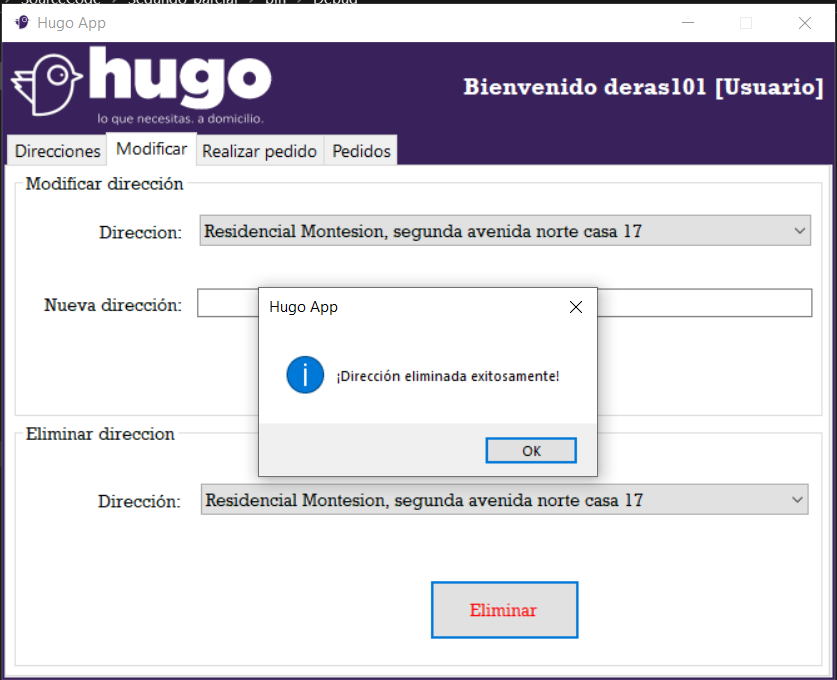 Hugo App
hugo
lo que necesitas. a domicilio.
Bienvenido deras101 [Usuario]
Direcciones Modificar Realizar pedido Pedidos
Modificar dirección
Direccion: Residencial Montesion, segunda avenida norte casa 17
Nueva dirección:
Hugo App
¡Dirección eliminada exitosamente!
OK
Eliminar direccion
Dirección: Residencial Montesion, segunda avenida norte casa 17
Eliminar